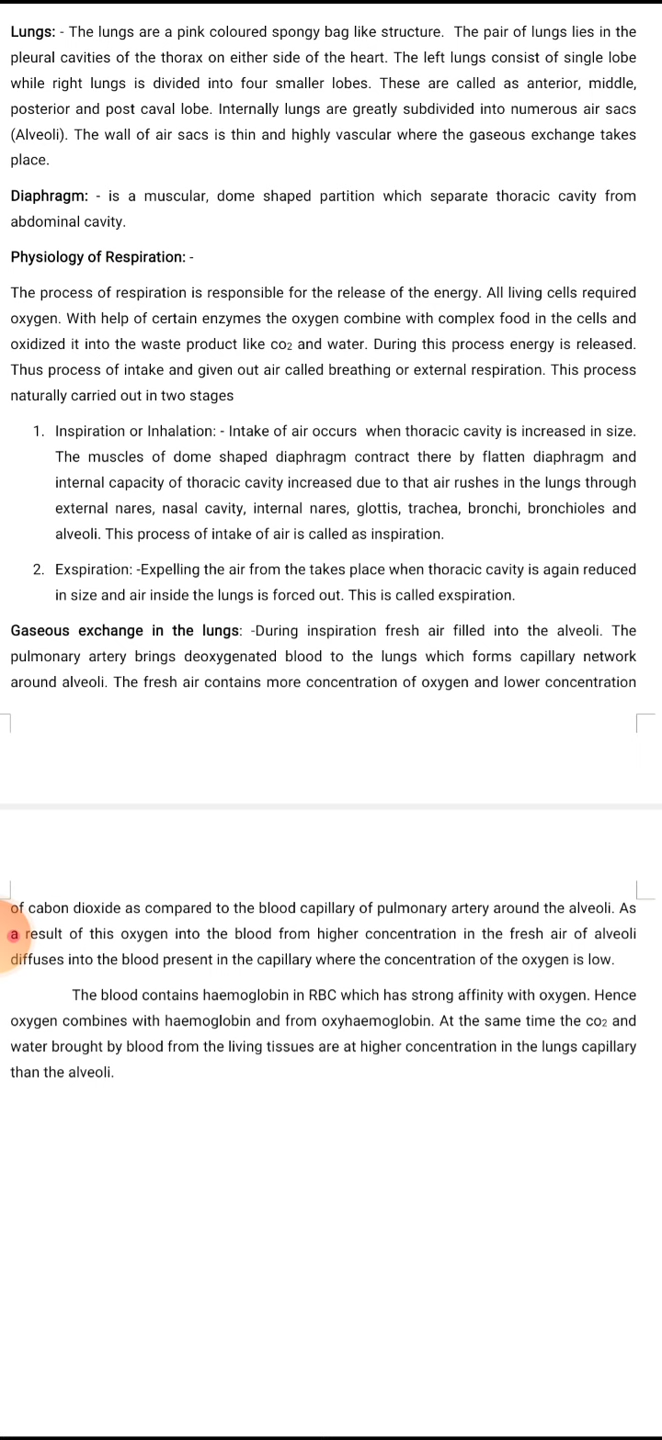 Lungs: - The lungs are a pink coloured spongy bag like structure. The pair of lungs lies in the
pleural cavities of the thorax on either side of the heart. The left lungs consist of single lobe
while right lungs is divided into four smaller lobes. These are called as anterior, middle,
posterior and post caval lobe. Internally lungs are greatly subdivided into numerous air sacs
(Alveoli). The wall of air sacs is thin and highly vascular where the gaseous exchange takes
place.
Diaphragm: - is a muscular, dome shaped partition which separate thoracic cavity from
abdominal cavity.
Physiology of Respiration: -
The process of respiration is responsible for the release of the energy. All living cells required
oxygen. With help of certain enzymes the oxygen combine with complex food in the cells and
oxidized it into the waste product like co₂ and water. During this process energy is released.
Thus process of intake and given out air called breathing or external respiration. This process
naturally carried out in two stages
1. Inspiration or Inhalation: - Intake of air occurs when thoracic cavity is increased in size.
The muscles of dome shaped diaphragm contract there by flatten diaphragm and
internal capacity of thoracic cavity increased due to that air rushes in the lungs through
external nares, nasal cavity, internal nares, glottis, trachea, bronchi, bronchioles and
alveoli. This process of intake of air is called as inspiration.
2. Exspiration: -Expelling the air from the takes place when thoracic cavity is again reduced
in size and air inside the lungs is forced out. This is called exspiration.
Gaseous exchange in the lungs: -During inspiration fresh air filled into the alveoli. The
pulmonary artery brings deoxygenated blood to the lungs which forms capillary network
around alveoli. The fresh air contains more concentration of oxygen and lower concentration
of cabon dioxide as compared to the blood capillary of pulmonary artery around the alveoli. As
a result of this oxygen into the blood from higher concentration in the fresh air of alveoli
diffuses into the blood present in the capillary where the concentration of the oxygen is low.
The blood contains haemoglobin in RBC which has strong affinity with oxygen. Hence
oxygen combines with haemoglobin and from oxyhaemoglobin. At the same time the co₂ and
water brought by blood from the living tissues are at higher concentration in the lungs capillary
than the alveoli.